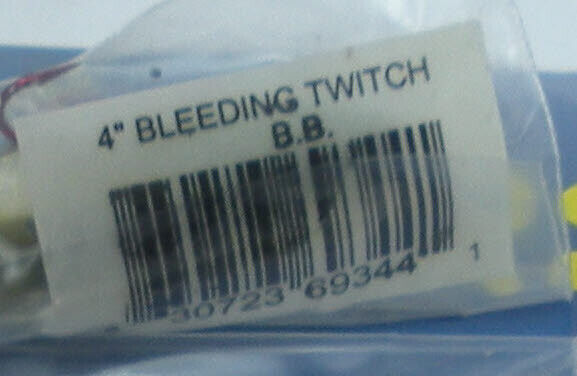 4" BLEEDING TWITCH
B.B.
30723 69344 1